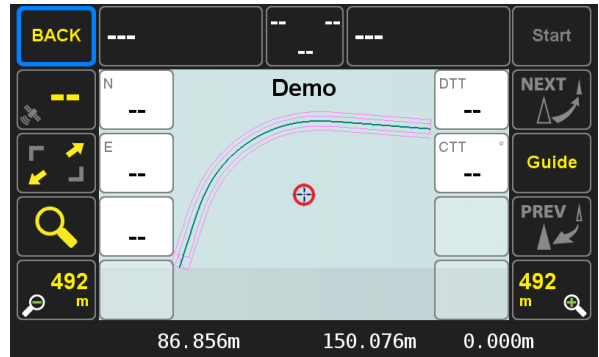 BACK
---
-- --
--
---
Start
--
N
--
Demo
DTT
--
NEXT
E
--
CTT °
--
Guide
--
PREV
492
m
492
m
86.856m 150.076m 0.000m